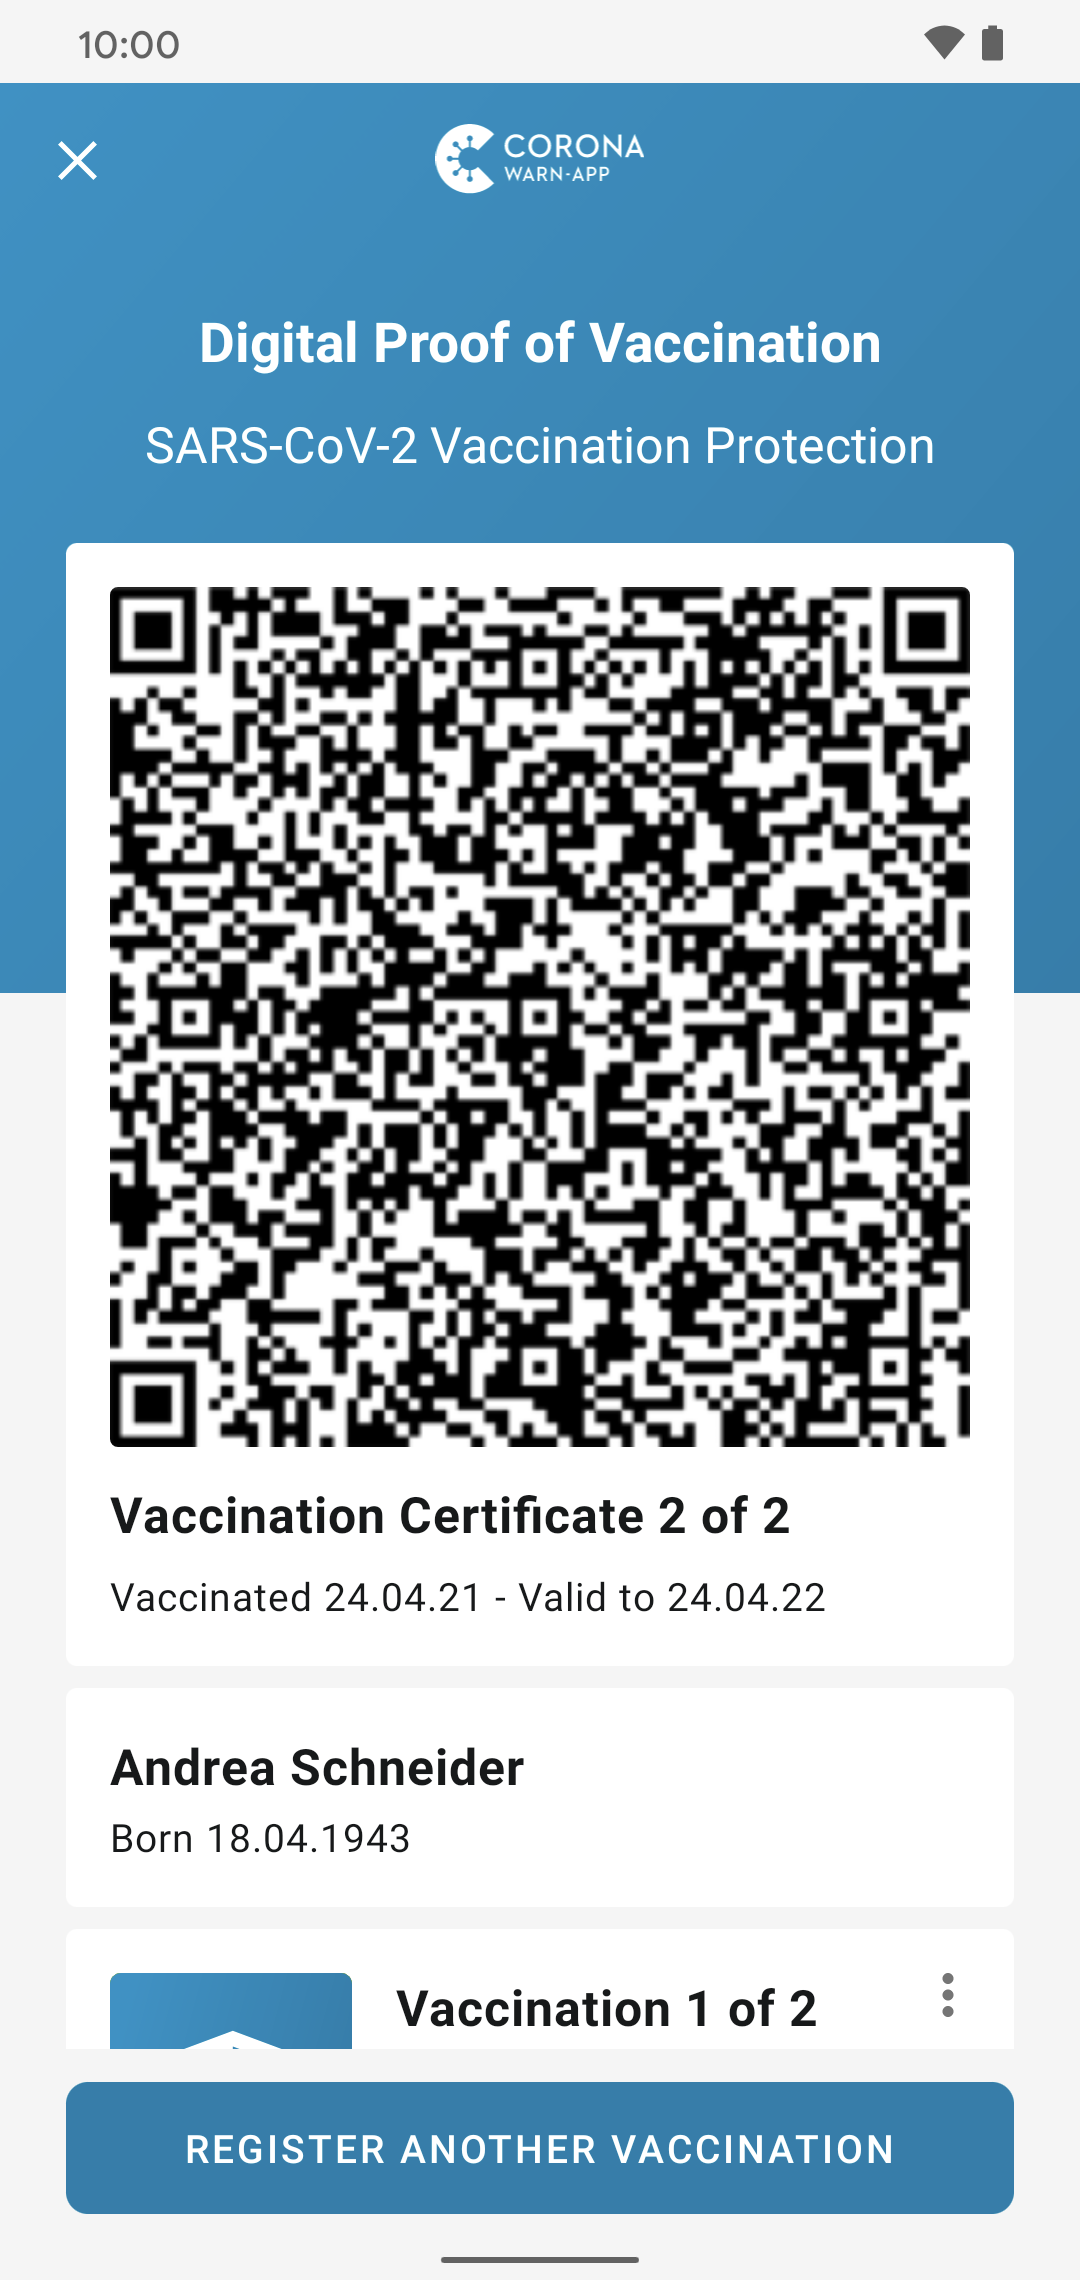 10:00
CORONA
WARN-APP
Digital Proof of Vaccination
SARS-CoV-2 Vaccination Protection
Vaccination Certificate 2 of 2
Vaccinated 24.04.21 - Valid to 24.04.22
Andrea Schneider
Born 18.04.1943
Vaccination 1 of 2
REGISTER ANOTHER VACCINATION